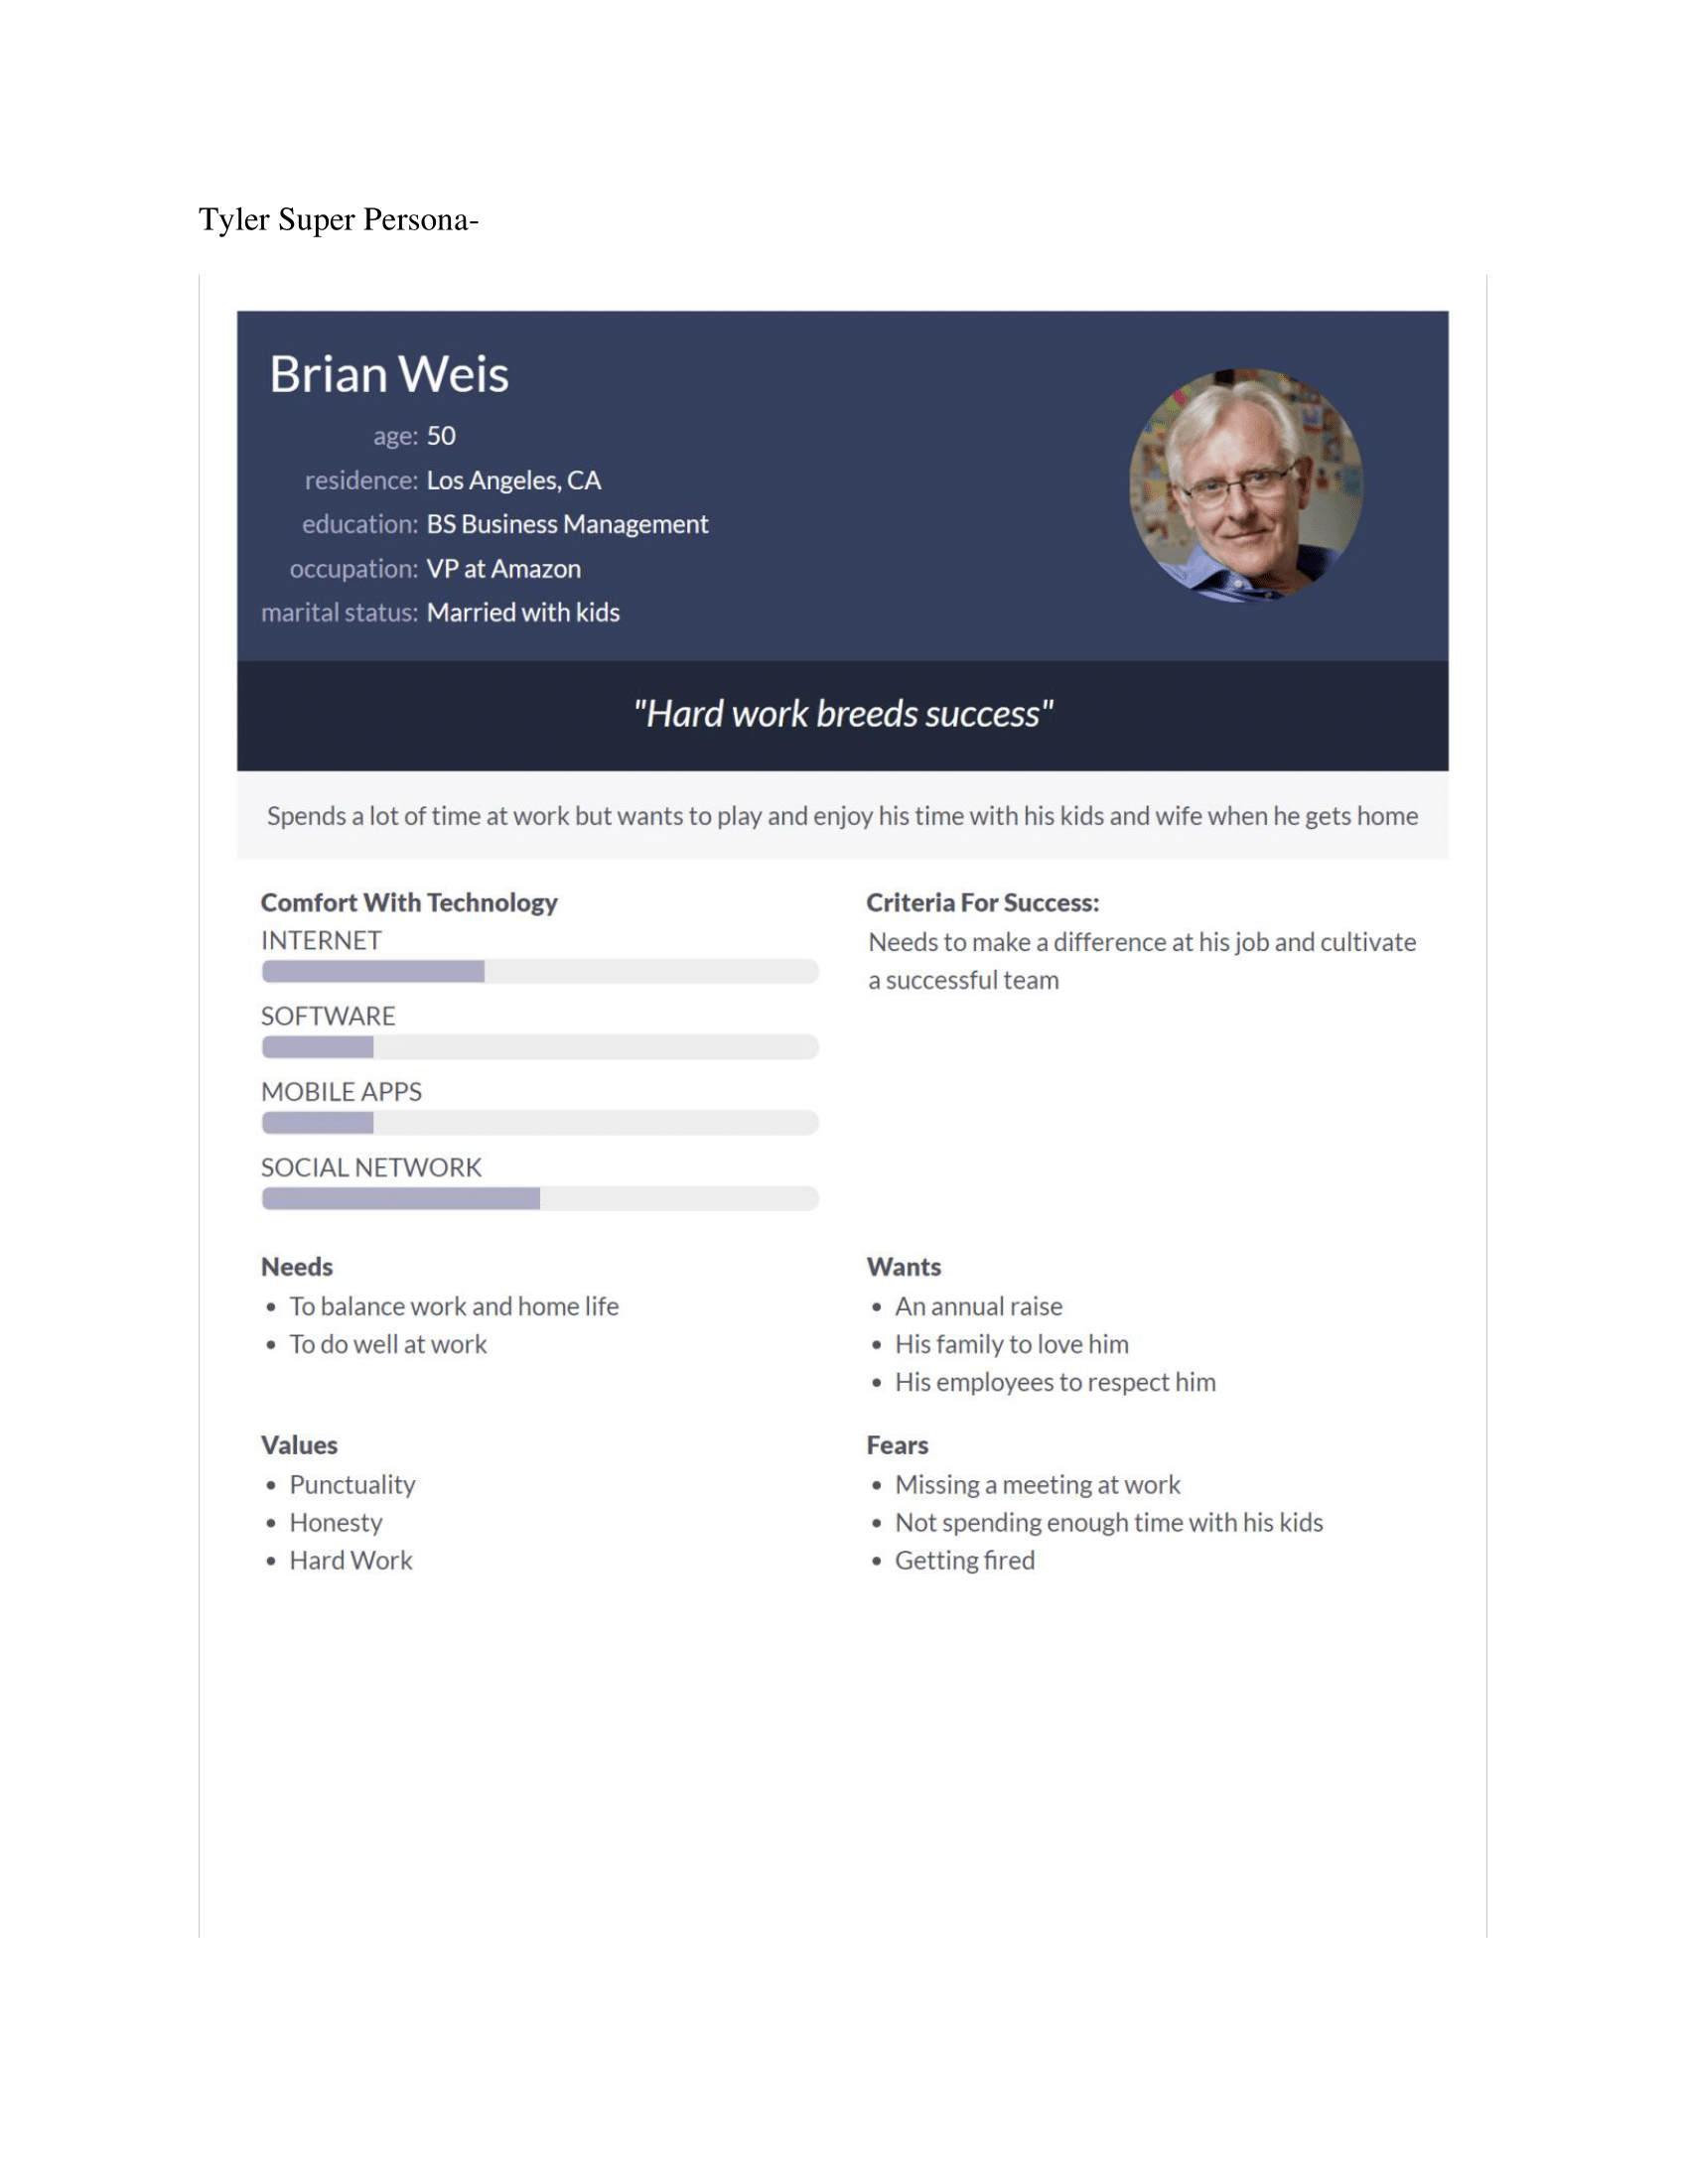 Tyler Super Persona-
Brian Weis
age: 50
residence: Los Angeles, CA
education: BS Business Management
occupation: VP at Amazon
marital status: Married with kids
"Hard work breeds success"
Spends a lot of time at work but wants to play and enjoy his time with his kids and wife when he gets home
Comfort With Technology
INTERNET
SOFTWARE
MOBILE APPS
SOCIAL NETWORK
Criteria For Success:
Needs to make a difference at his job and cultivate
a successful team
Needs
• To balance work and home life
• To do well at work
Wants
• An annual raise
• His family to love him
• His employees to respect him
Values
• Punctuality
• Honesty
• Hard Work
Fears
• Missing a meeting at work
• Not spending enough time with his kids
• Getting fired